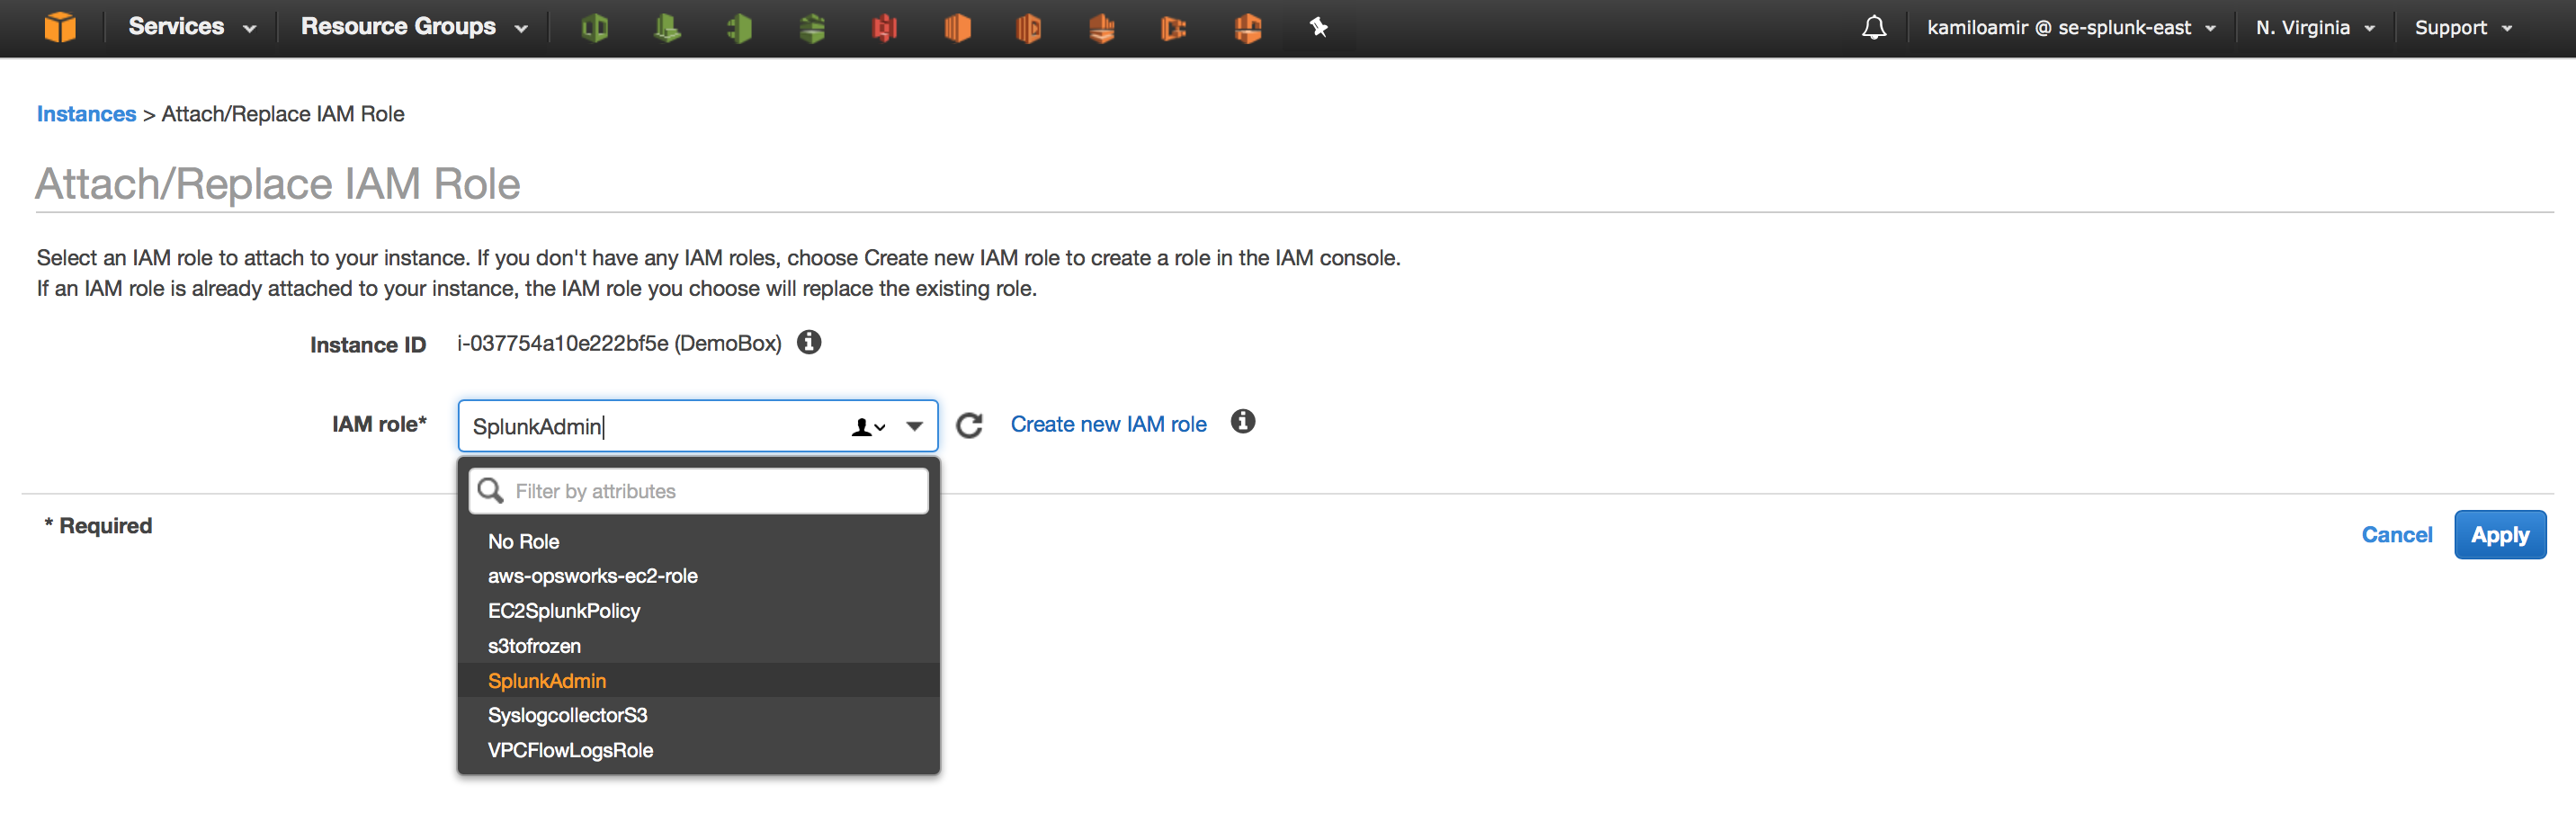 Services Resource Groups kamiloamir @ se-splunk-east N. Virginia Support
Instances > Attach/Replace IAM Role
Attach/Replace IAM Role
Select an IAM role to attach to your instance. If you don't have any IAM roles, choose Create new IAM role to create a role in the IAM console.
If an IAM role is already attached to your instance, the IAM role you choose will replace the existing role.
Instance ID i-037754a10e222bf5e (DemoBox)
IAM role* SplunkAdmin Create new IAM role
Filter by attributes
* Required
Cancel Apply
No Role
aws-opsworks-ec2-role
EC2SplunkPolicy
s3tofrozen
SplunkAdmin
SyslogcollectorS3
VPCFlowLogsRole